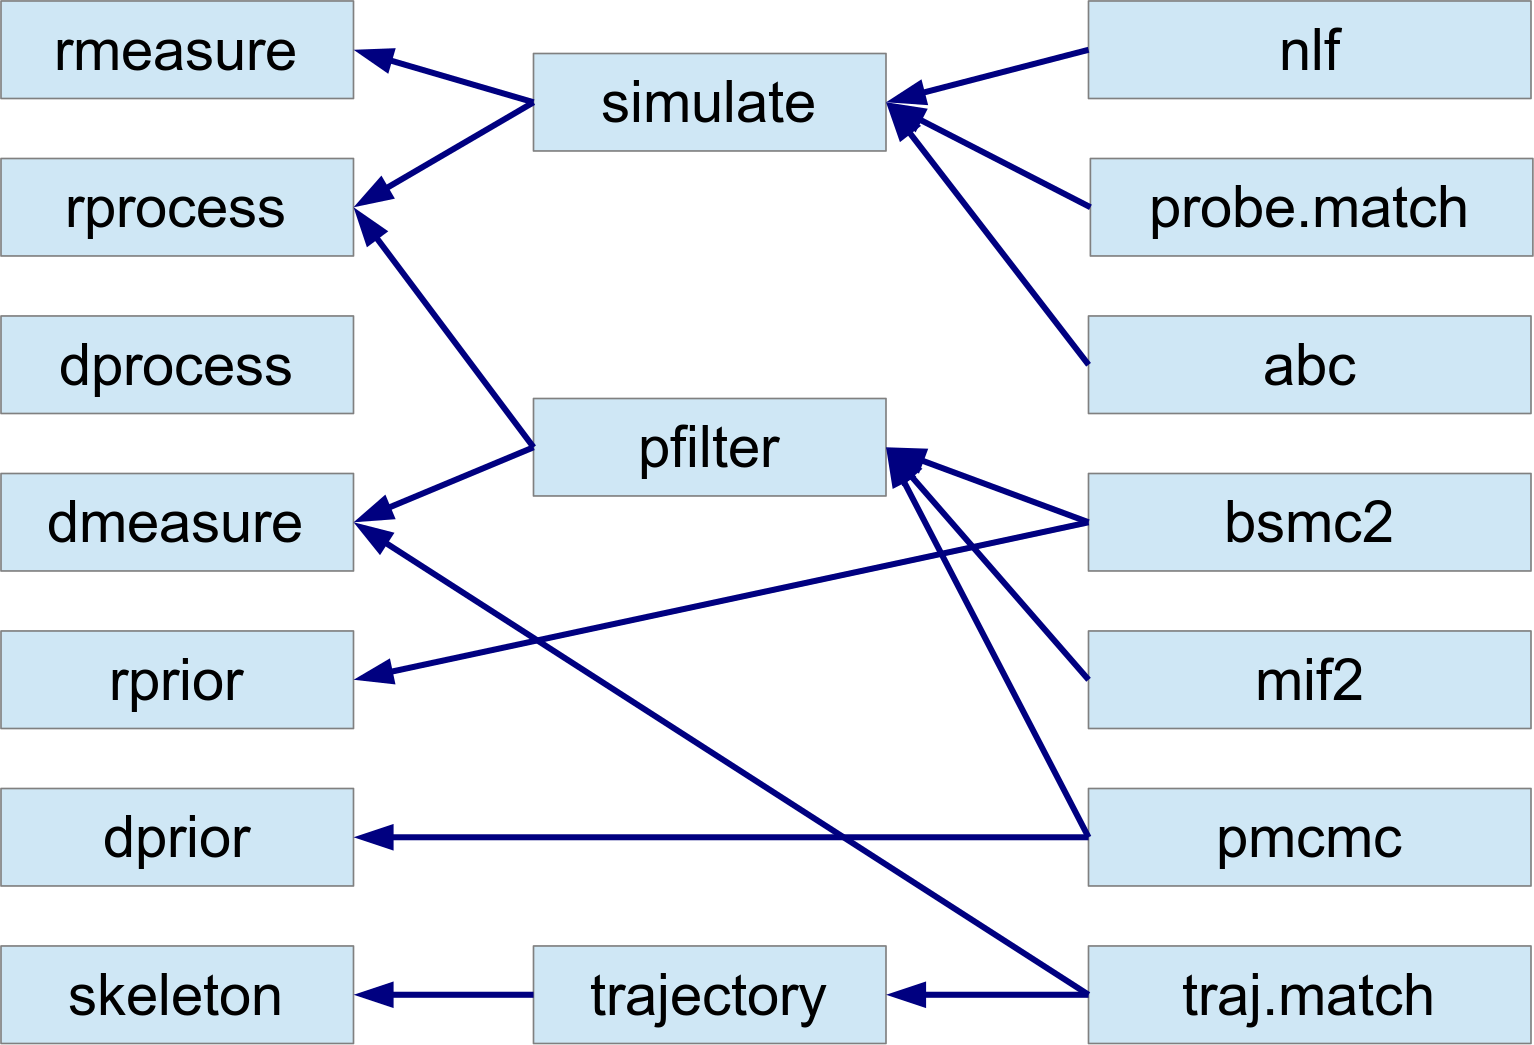 rmeasure
rprocess
dprocess
dmeasure
rprior
dprior
skeleton
simulate
pfilter
trajectory
nlf
probe.match
abc
bsmc2
mif2
pmcmc
traj.match